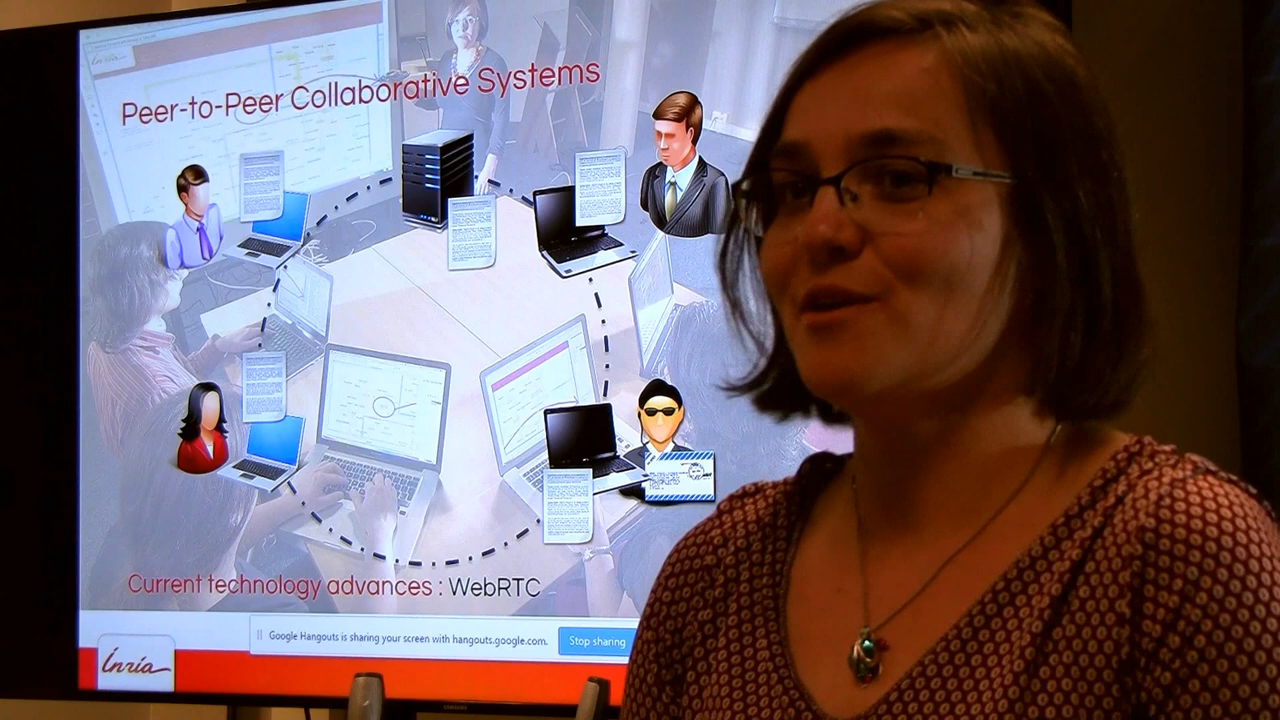 Peer-to-Peer Collaborative Systems
Current technology advances : WebRTC
Google Hangouts is sharing your screen with hangouts.google.com.
Stop sharing
Inria
SAMSUNG